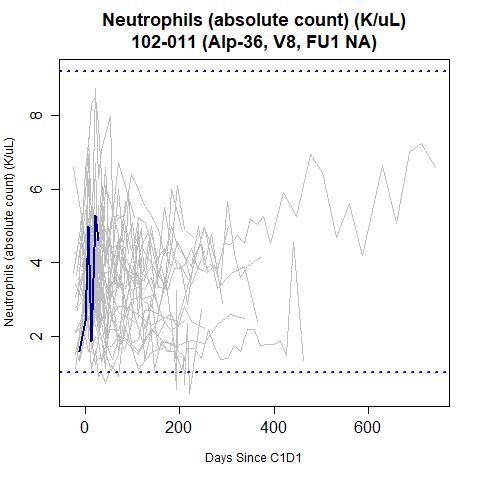 Neutrophils (absolute count) (K/uL)
102-011 (Alp-36, V8, FU1 NA)
Neutrophils (absolute count) (K/uL)
8
6
4
2
0 200 400 600
Days Since C1D1